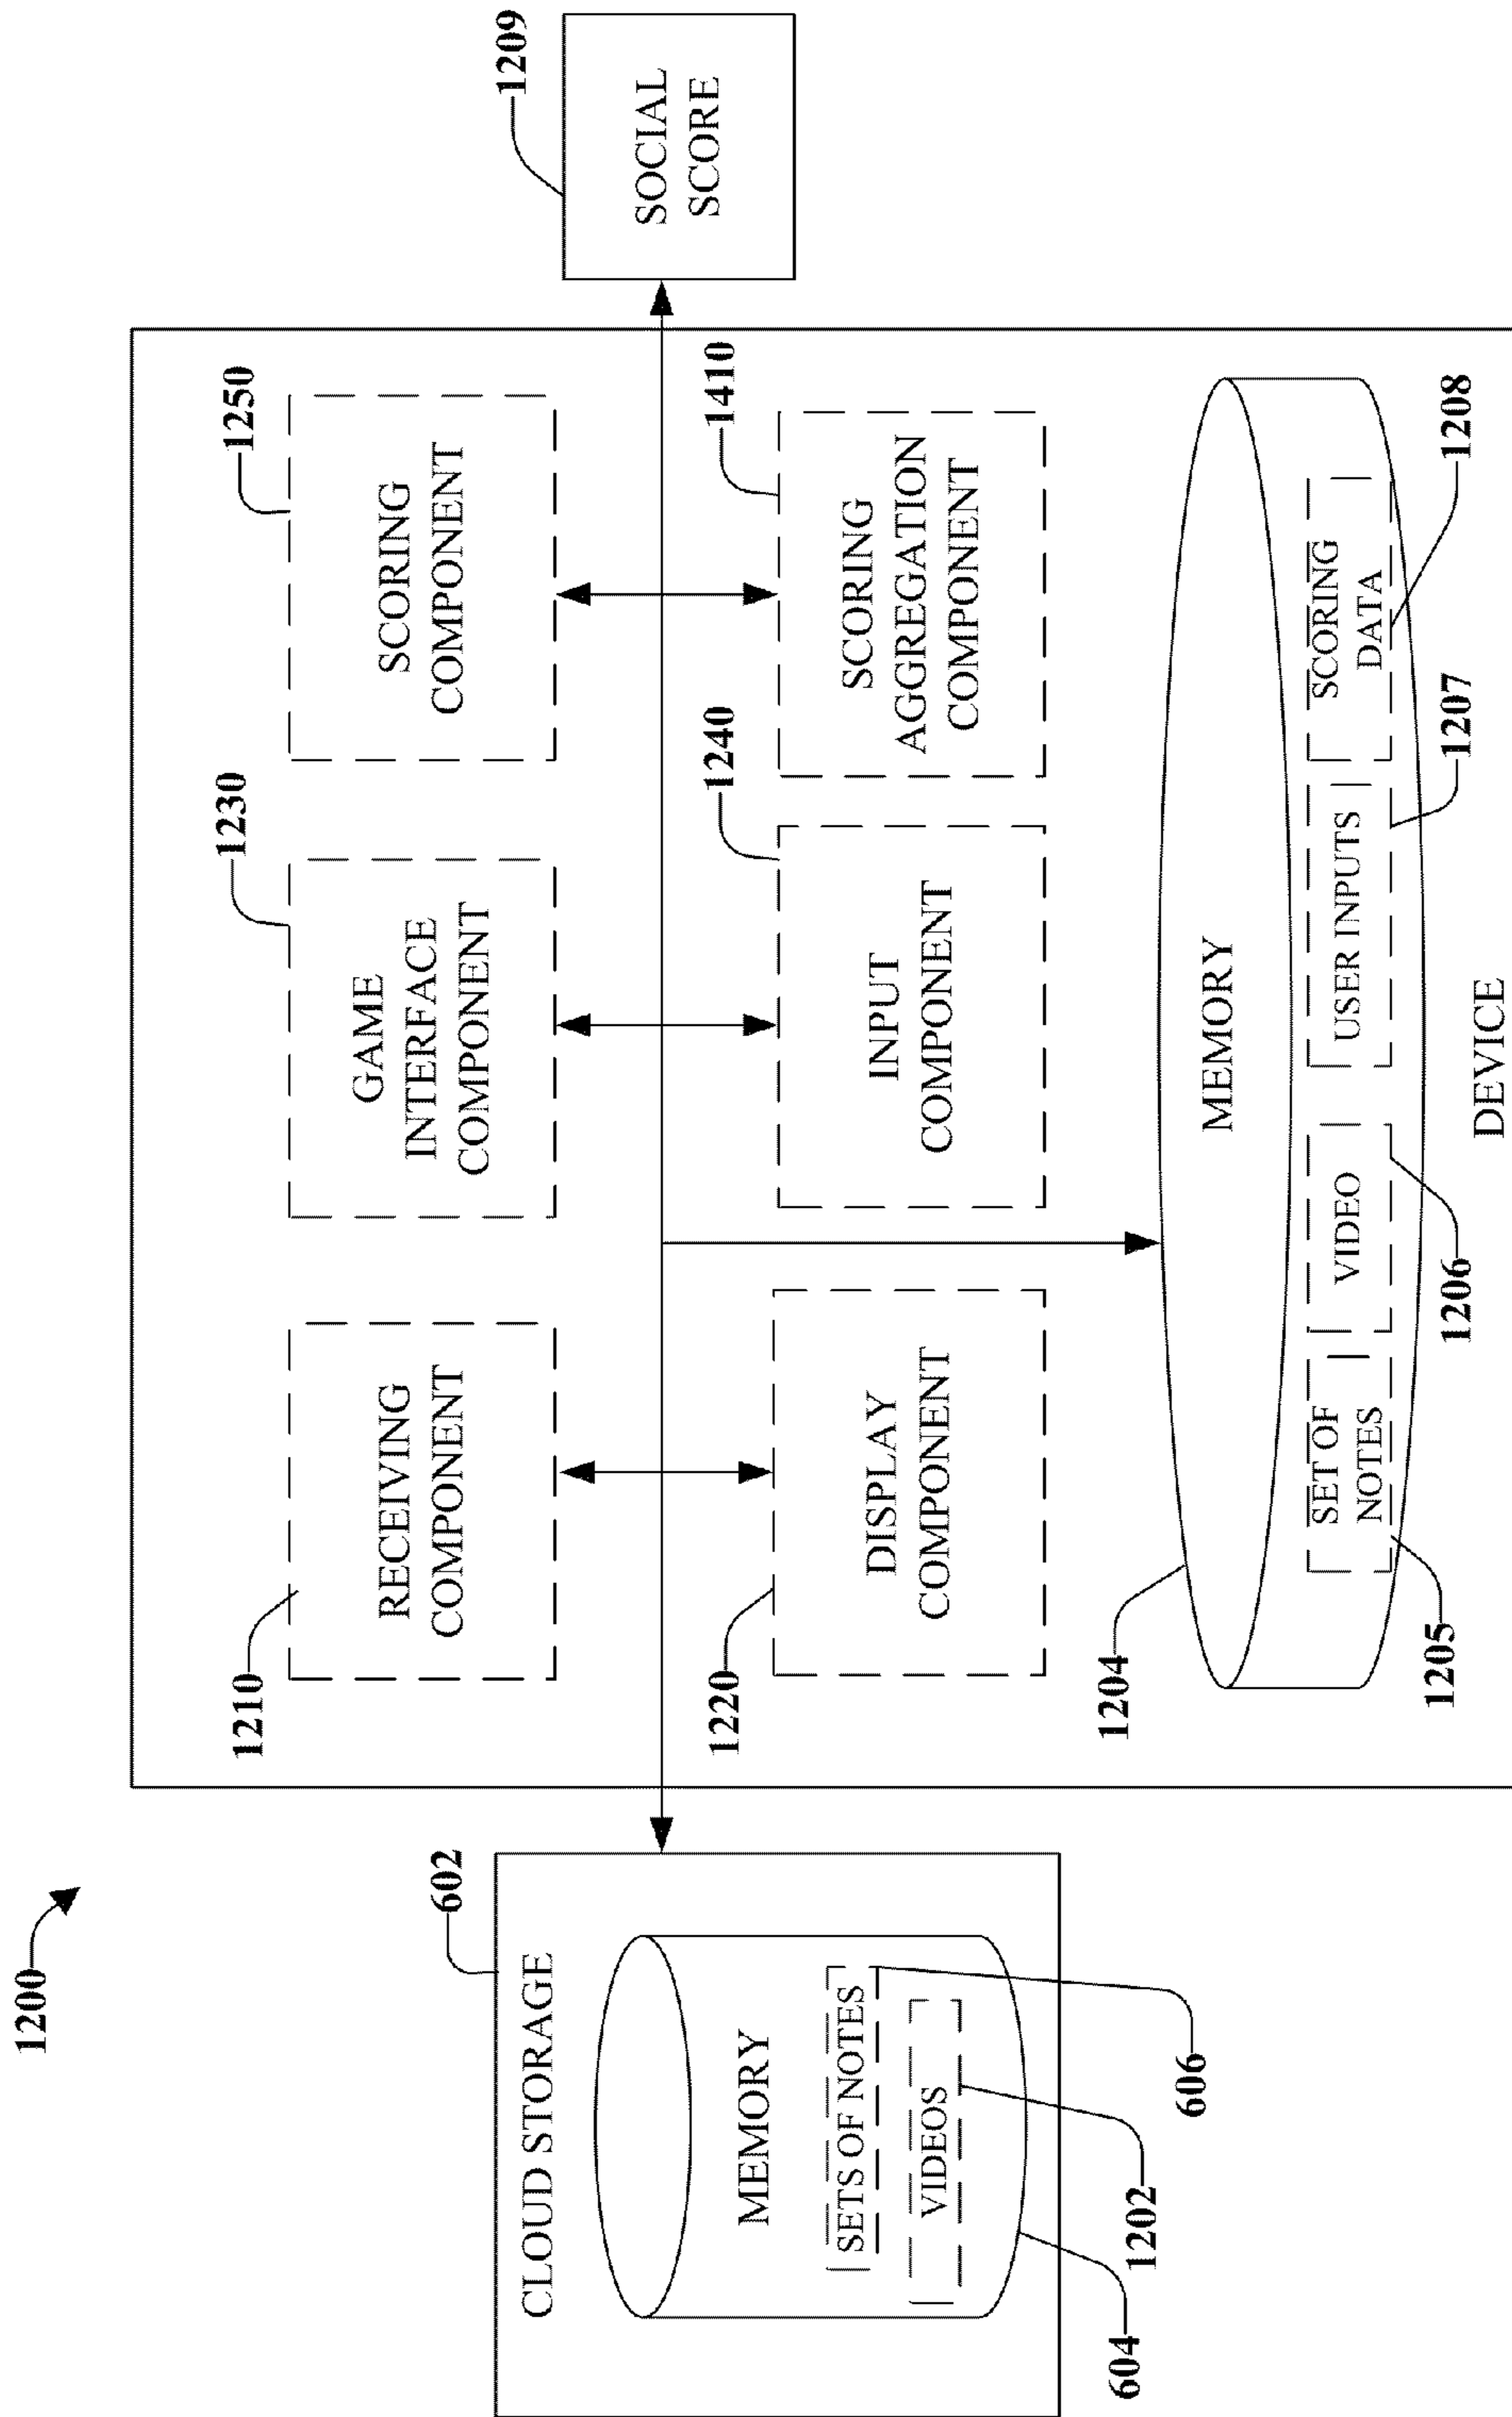 1200
602
CLOUD STORAGE
MEMORY
SETS OF NOTES
VIDEOS
606
1202
604
1210
RECEIVING
COMPONENT
1230
GAME
INTERFACE
COMPONENT
1250
SCORING
COMPONENT
1209
SOCIAL
SCORE
1220
DISPLAY
COMPONENT
1240
INPUT
COMPONENT
1410
SCORING
AGGREGATION
COMPONENT
1204
MEMORY
SET OF
NOTES
VIDEO
USER INPUTS
SCORING
DATA
1205
1206
1207
1208
DEVICE